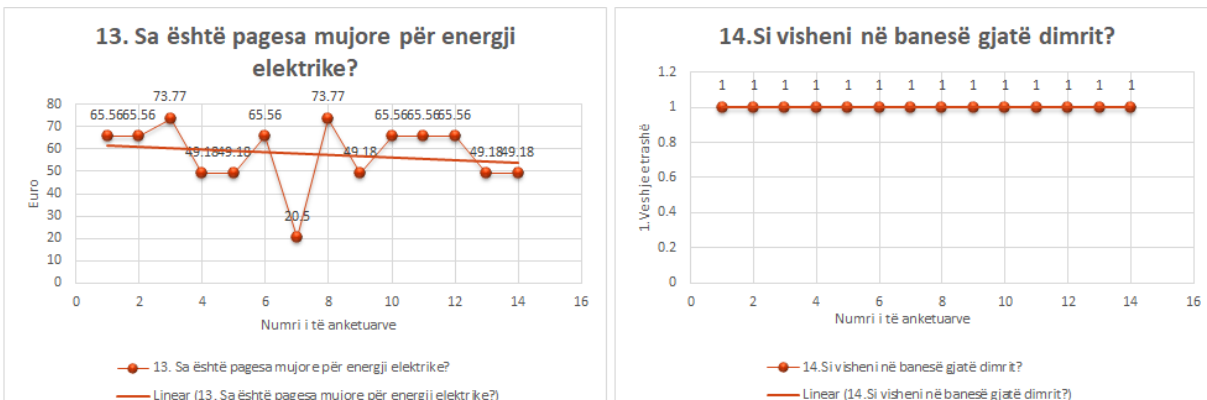 13. Sa është pagesa mujore për energji
elektrike?
80
70
60
50
40
30
20
10
0
65.56
65.56
73.77
49.18
49.18
65.56
20.5
73.77
49.18
65.56
65.56
65.56
49.18
49.18
Euro
0 2 4 6 8 10 12 14 16
Numri i të anketuarve
13. Sa është pagesa mujore për energji elektrike?
Linear (13. Sa është pagesa mujore për energji elektrike?)
14.Si visheni në banesë gjatë dimrit?
1.2
1
0.8
0.6
0.4
0.2
0
1 1 1 1 1 1 1 1 1 1 1 1 1 1
1.Veshje e trashë
0 2 4 6 8 10 12 14 16
Numri i të anketuarve
14.Si visheni në banesë gjatë dimrit?
Linear (14.Si visheni në banesë gjatë dimrit?)